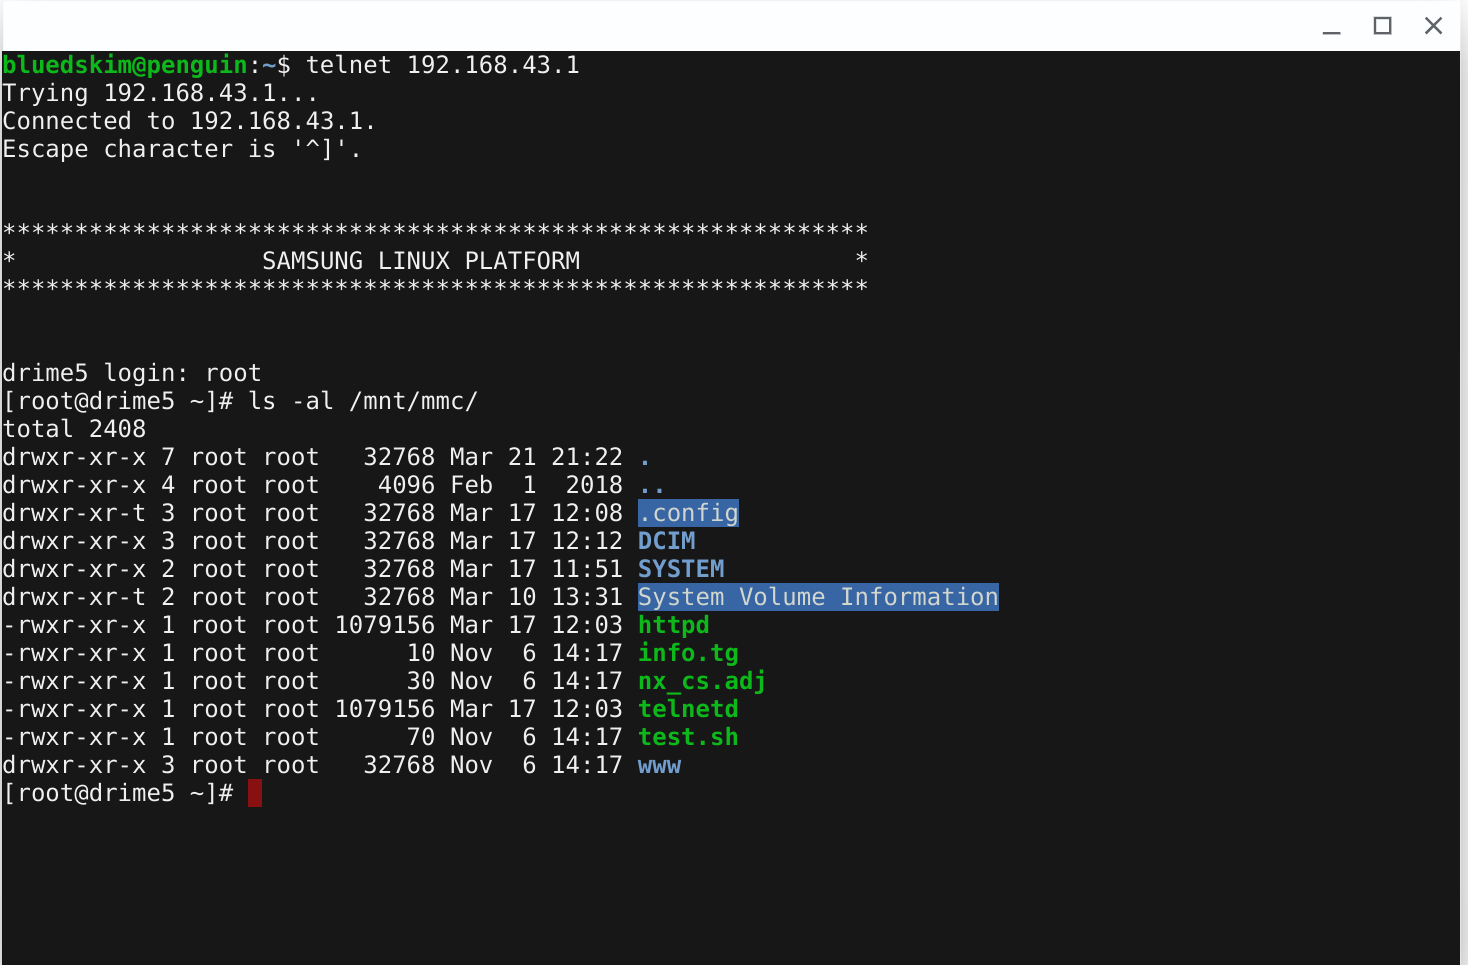 bluedskim@penguin:~$ telnet 192.168.43.1
Trying 192.168.43.1...
Connected to 192.168.43.1.
Escape character is '^]'.
************************************************************
*                 SAMSUNG LINUX PLATFORM                   *
************************************************************
drime5 login: root
[root@drime5 ~]# ls -al /mnt/mmc/
total 2408
drwxr-xr-x 7 root root   32768 Mar 21 21:22 .
drwxr-xr-x 4 root root    4096 Feb  1  2018 ..
drwxr-xr-t 3 root root   32768 Mar 17 12:08 .config
drwxr-xr-x 3 root root   32768 Mar 17 12:12 DCIM
drwxr-xr-x 2 root root   32768 Mar 17 11:51 SYSTEM
drwxr-xr-t 2 root root   32768 Mar 10 13:31 System Volume Information
-rwxr-xr-x 1 root root 1079156 Mar 17 12:03 httpd
-rwxr-xr-x 1 root root      10 Nov  6 14:17 info.tg
-rwxr-xr-x 1 root root      30 Nov  6 14:17 nx_cs.adj
-rwxr-xr-x 1 root root 1079156 Mar 17 12:03 telnetd
-rwxr-xr-x 1 root root      70 Nov  6 14:17 test.sh
drwxr-xr-x 3 root root   32768 Nov  6 14:17 www
[root@drime5 ~]#